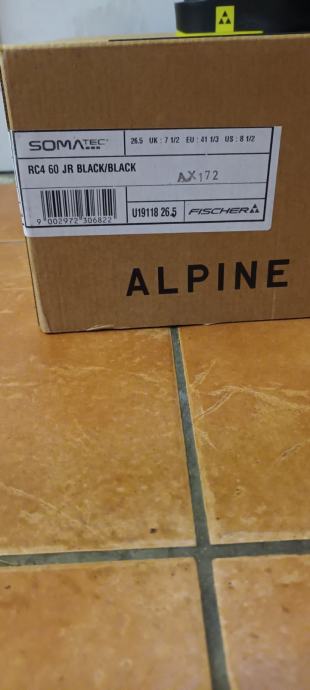 SOMATEC
26.5 UK : 7 1/2 EU : 41 1/3 US : 8 1/2
RC4 60 JR BLACK/BLACK
AX172
9 002972 306822
U19118 26.5
FISCHER
ALPINE